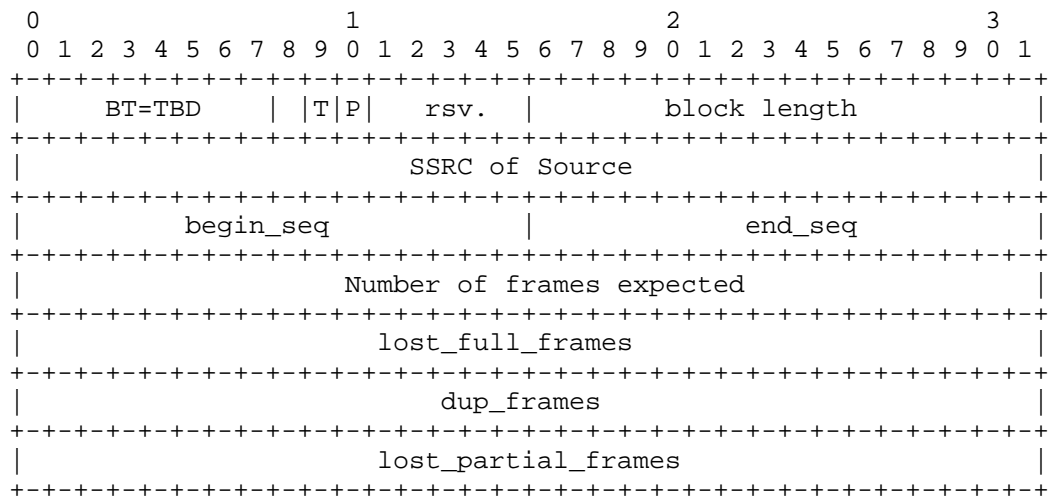 0                   1                   2                   3
 0 1 2 3 4 5 6 7 8 9 0 1 2 3 4 5 6 7 8 9 0 1 2 3 4 5 6 7 8 9 0 1
+-+-+-+-+-+-+-+-+-+-+-+-+-+-+-+-+-+-+-+-+-+-+-+-+-+-+-+-+-+-+-+-+
|     BT=TBD    | |T|P|   rsv.  |        block length           |
+-+-+-+-+-+-+-+-+-+-+-+-+-+-+-+-+-+-+-+-+-+-+-+-+-+-+-+-+-+-+-+-+
|                        SSRC of Source                         |
+-+-+-+-+-+-+-+-+-+-+-+-+-+-+-+-+-+-+-+-+-+-+-+-+-+-+-+-+-+-+-+-+
|          begin_seq            |             end_seq           |
+-+-+-+-+-+-+-+-+-+-+-+-+-+-+-+-+-+-+-+-+-+-+-+-+-+-+-+-+-+-+-+-+
|                    Number of frames expected                  |
+-+-+-+-+-+-+-+-+-+-+-+-+-+-+-+-+-+-+-+-+-+-+-+-+-+-+-+-+-+-+-+-+
|                      lost_full_frames                         |
+-+-+-+-+-+-+-+-+-+-+-+-+-+-+-+-+-+-+-+-+-+-+-+-+-+-+-+-+-+-+-+-+
|                          dup_frames                           |
+-+-+-+-+-+-+-+-+-+-+-+-+-+-+-+-+-+-+-+-+-+-+-+-+-+-+-+-+-+-+-+-+
|                      lost_partial_frames                      |
+-+-+-+-+-+-+-+-+-+-+-+-+-+-+-+-+-+-+-+-+-+-+-+-+-+-+-+-+-+-+-+-+